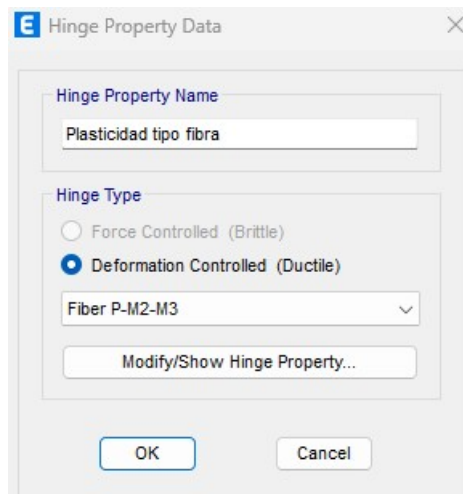 E Hinge Property Data
Hinge Property Name
Plasticidad tipo fibra
Hinge Type
Force Controlled (Brittle)
Deformation Controlled (Ductile)
Fiber P-M2-M3
Modify/Show Hinge Property...
OK Cancel